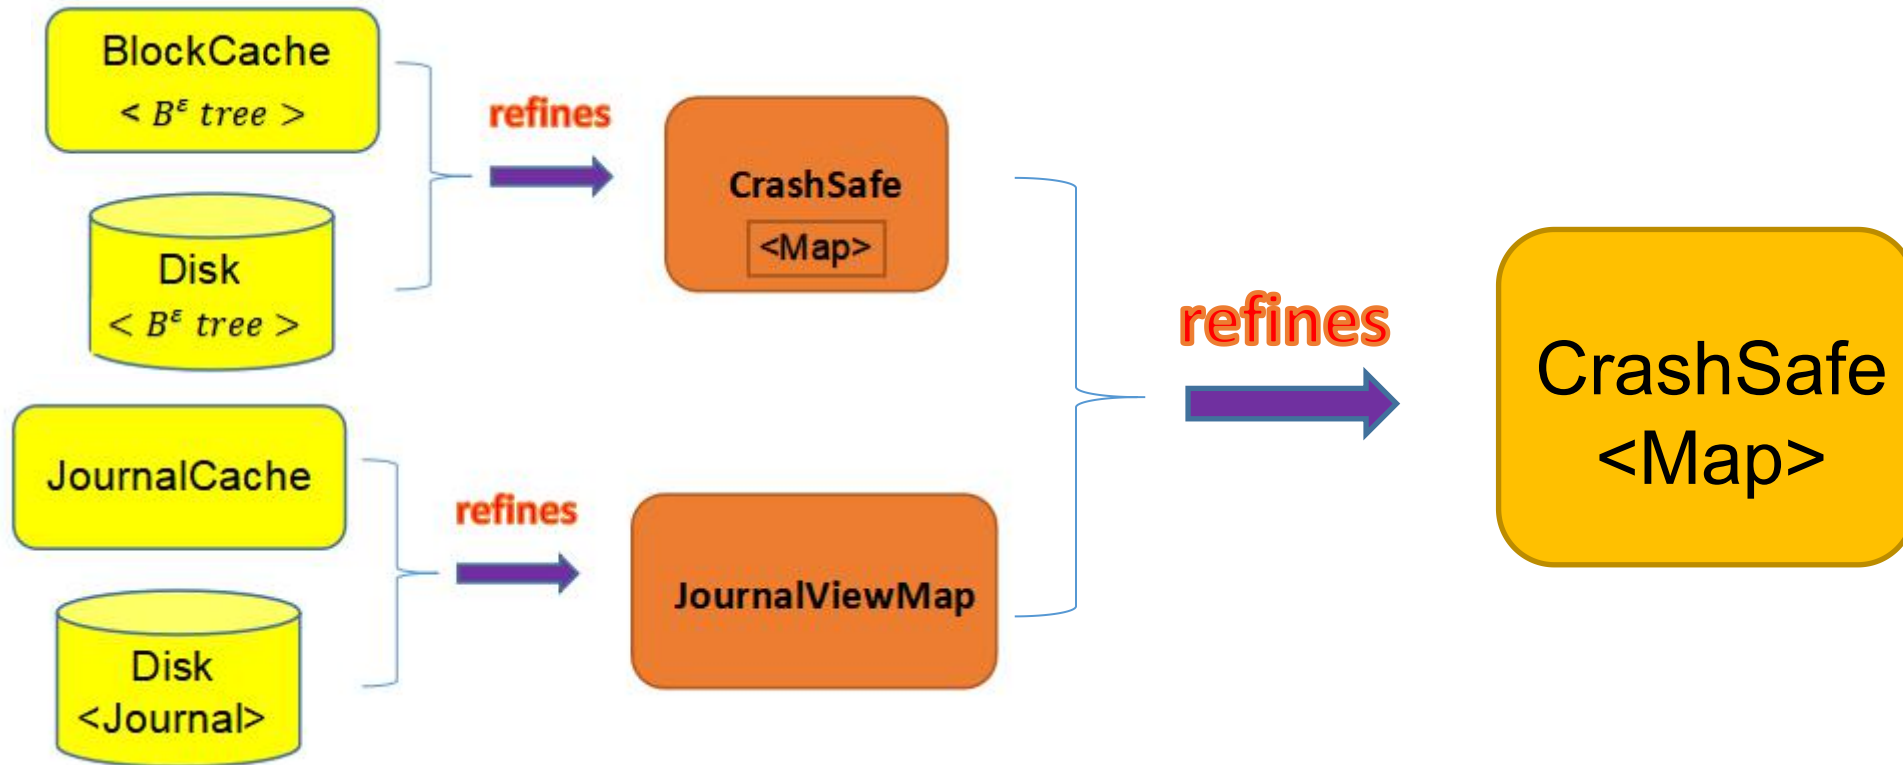 BlockCache
< Bᵋ tree >
refines
CrashSafe
<Map>
Disk
< Bᵋ tree >
refines
CrashSafe
<Map>
JournalCache
refines
JournalViewMap
Disk
<Journal>